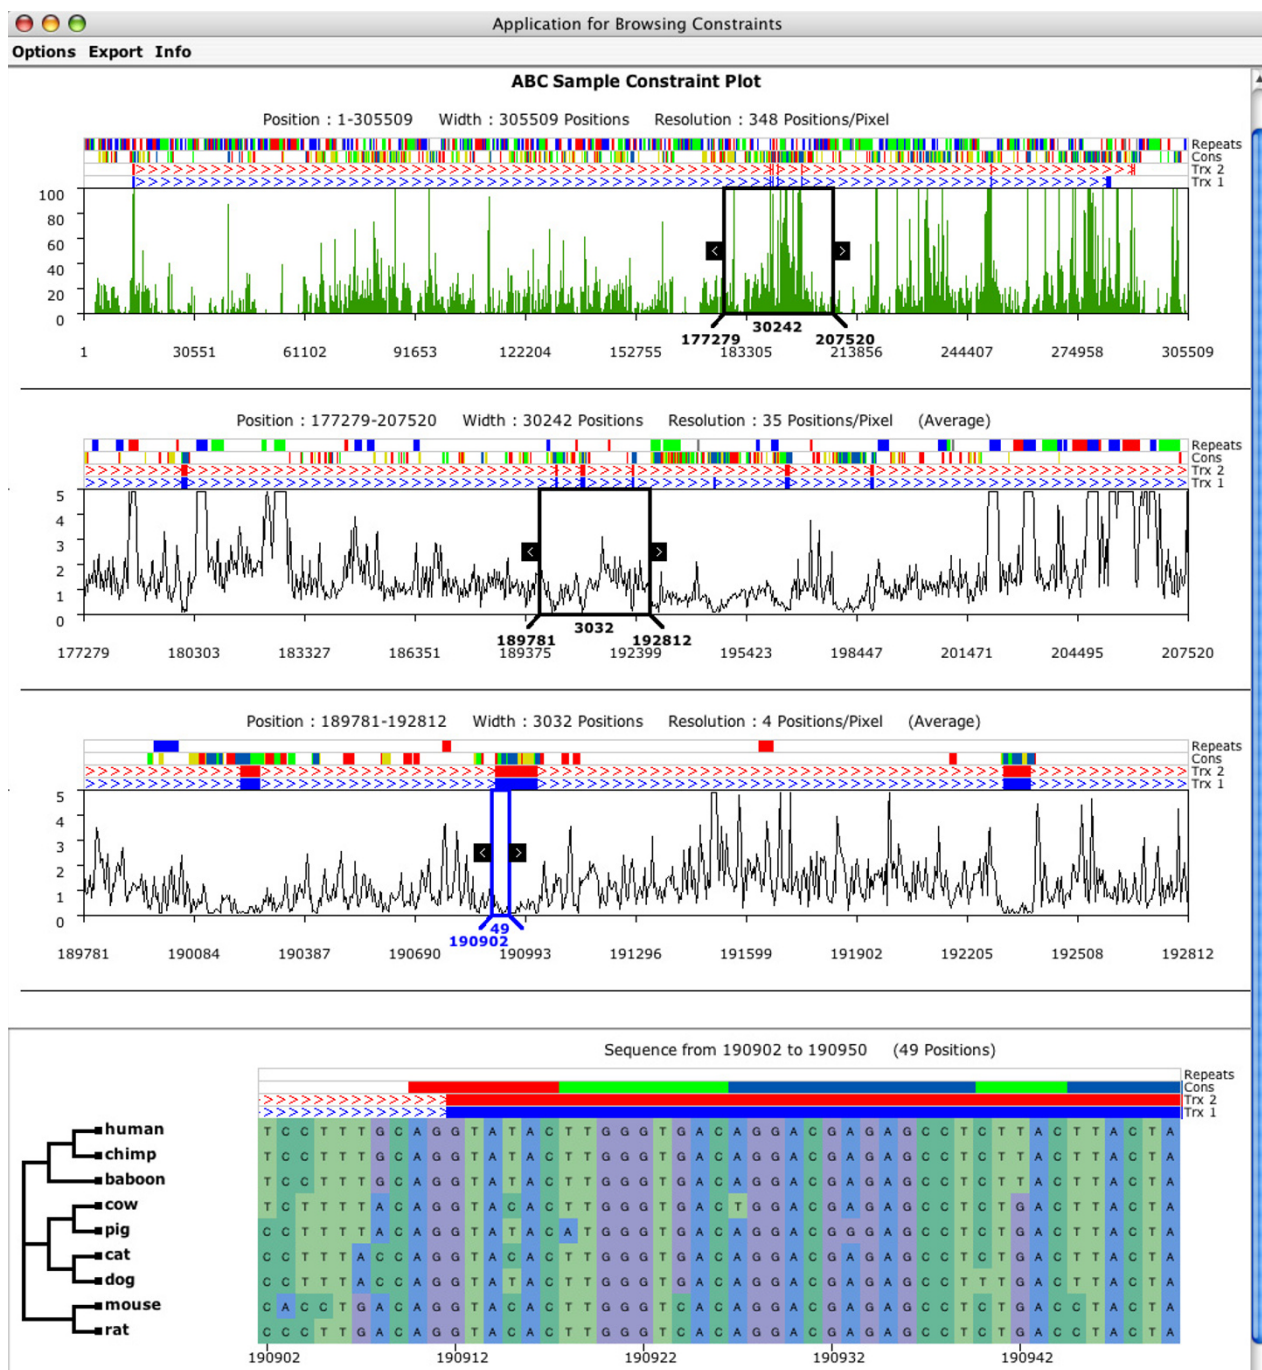 Application for Browsing Constraints
Options Export Info
ABC Sample Constraint Plot
Position : 1-305509 Width : 305509 Positions Resolution : 348 Positions/Pixel
Repeats
Cons
Trx 2
Trx 1
100
80
60
40
20
0
177279 30242 207520
1 30551 61102 91653 122204 152755 183305 213856 244407 274958 305509
Position : 177279-207520 Width : 30242 Positions Resolution : 35 Positions/Pixel (Average)
Repeats
Cons
Trx 2
Trx 1
5
4
3
2
1
0
189781 3032 192812
177279 180303 183327 186351 189375 192399 195423 198447 201471 204495 207520
Position : 189781-192812 Width : 3032 Positions Resolution : 4 Positions/Pixel (Average)
Repeats
Cons
Trx 2
Trx 1
5
4
3
2
1
0
49
190902
189781 190084 190387 190690 190993 191296 191599 191902 192205 192508 192812
Sequence from 190902 to 190950 (49 Positions)
Repeats
Cons
Trx 2
Trx 1
human T C C T T T G C A G G T A T A C T T G G G T G A C A G G A C G A G A G C C T C T T A C T T A C T A
chimp T C C T T T G C A G G T A T A C T T G G G T G A C A G G A C G A G A G C C T C T T A C T T A C T A
baboon T C C T T T G C A G G T A T A C T T G G G T G A C A G G A C G A G A G C C T C T T A C T T A C T A
cow T C T T T T A C A G G T A C A C T T G G G T G A C T G G A C G A G A G C C T C T G A C T T A C T A
pig C C T T T T A C A G G T A T A C A T G G G T G A C A G G A C G G G A G C C T C T G A C T T A C T A
cat C C T T T A C C A G G T A C A C T T G G G T G A C A G G A C G A G A G C C T C T G A C T T A C T A
dog C C T T T A C C A G G T A T A C T T G G G T G A C A G G A C G A G A G C C T T T G A C T T A C T A
mouse C A C C T G A C A G G T A C A C T T G G G T C A C A G G A C G A G A G C C T C T G A C C T A C T A
rat C C C T T G A C A G G T A C A C T T G G G T C A C A G G A C G A G A G C C T C T G A C C T A C T A
190902 190912 190922 190932 190942